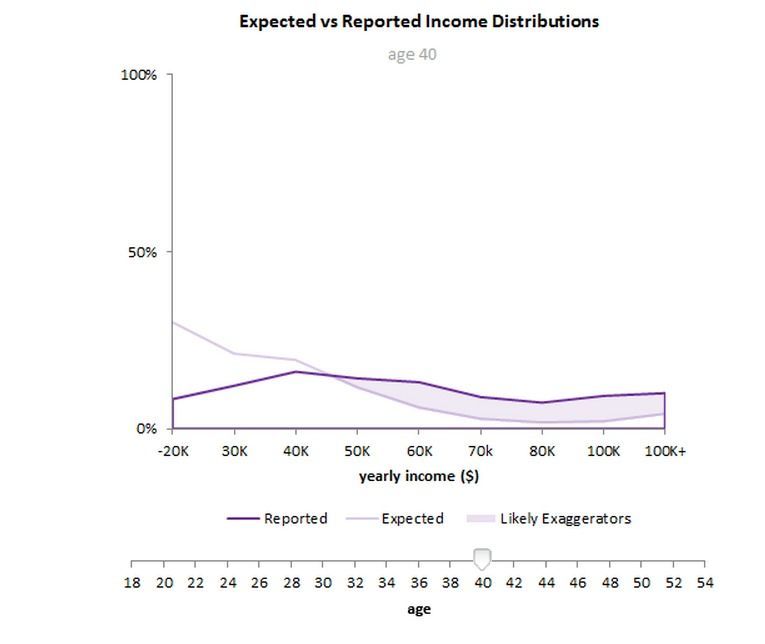 Expected vs Reported Income Distributions
age 40
100%
50%
0%
-20K 30K 40K 50K 60K 70k 80K 100K 100K+
yearly income ($)
Reported Expected Likely Exaggerators
18 20 22 24 26 28 30 32 34 36 38 40 42 44 46 48 50 52 54
age